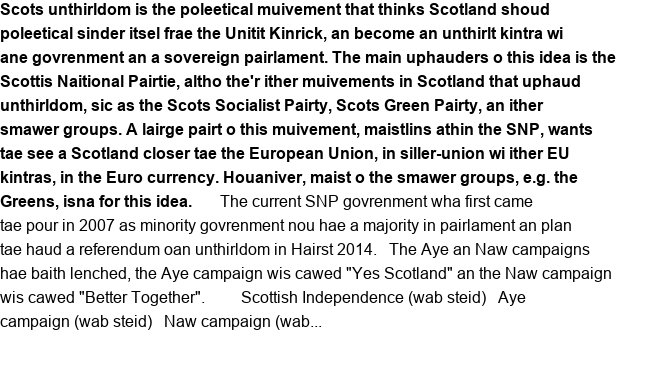 Scots unthirldom is the poleetical muivement that thinks Scotland shoud
poleetical sinder itsel frae the Unitit Kinrick, an become an unthirlt kintra wi
ane govrenment an a sovereign pairlament. The main uphauders o this idea is the
Scottis Naitional Pairtie, altho the'r ither muivements in Scotland that uphaud
unthirldom, sic as the Scots Socialist Pairty, Scots Green Pairty, an ither
smawer groups. A lairge pairt o this muivement, maistlins athin the SNP, wants
tae see a Scotland closer tae the European Union, in siller-union wi ither EU
kintras, in the Euro currency. Houaniver, maist o the smawer groups, e.g. the
Greens, isna for this idea. The current SNP govrenment wha first came
tae pour in 2007 as minority govrenment nou hae a majority in pairlament an plan
tae haud a referendum oan unthirldom in Hairst 2014. The Aye an Naw campaigns
hae baith lenched, the Aye campaign wis cawed "Yes Scotland" an the Naw campaign
wis cawed "Better Together". Scottish Independence (wab steid) Aye
campaign (wab steid) Naw campaign (wab...